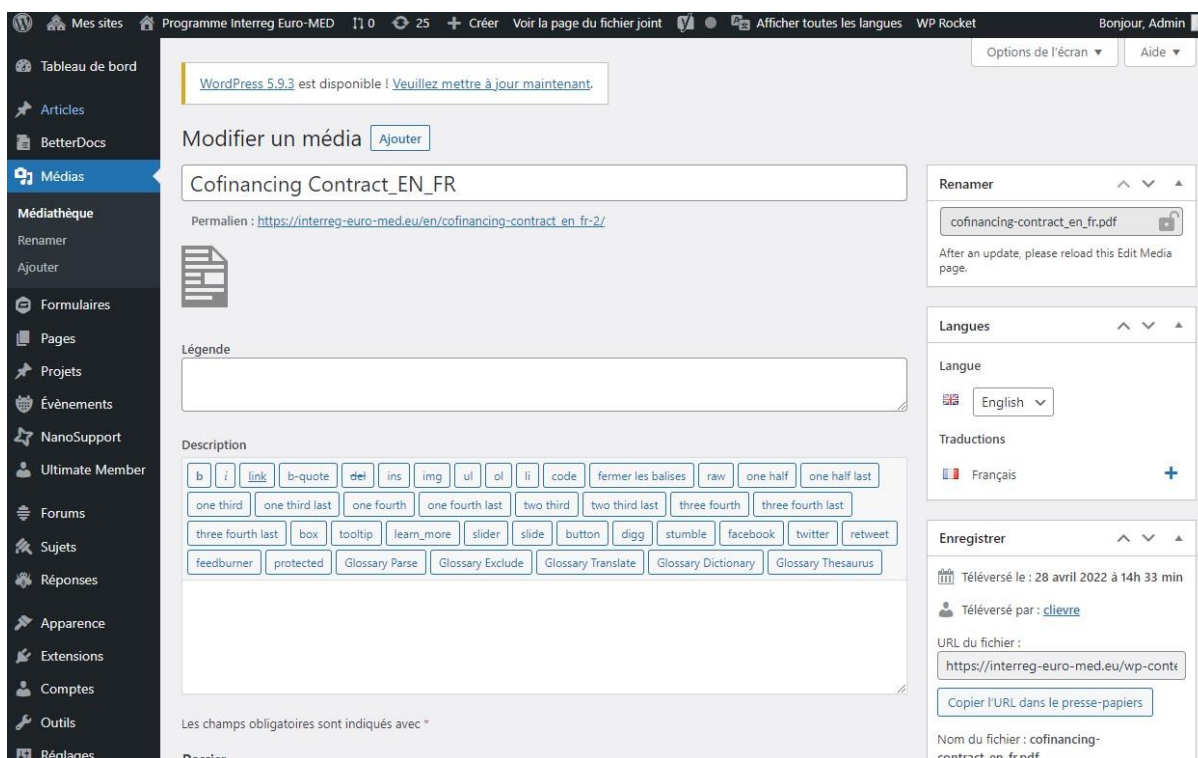 Mes sites Programme Interreg Euro-MED 0 25 Créer Voir la page du fichier joint Afficher toutes les langues WP Rocket Bonjour, Admin
Options de l'écran ▼ Aide ▼
Tableau de bord
Articles
BetterDocs
Médias
Médiathèque
Renamer
Ajouter
Formulaires
Pages
Projets
Évènements
NanoSupport
Ultimate Member
Forums
Sujets
Réponses
Apparence
Extensions
Comptes
Outils
Réglages
WordPress 5.9.3 est disponible ! Veuillez mettre à jour maintenant.
Modifier un média Ajouter
Cofinancing Contract_EN_FR
Permalien : https://interreg-euro-med.eu/en/cofinancing-contract_en_fr-2/
Légende
Description
b i link b-quote del ins img ul ol li code fermer les balises raw one half one half last
one third one third last one fourth one fourth last two third two third last three fourth three fourth last
three fourth last box tooltip learn_more slider slide button digg stumble facebook twitter retweet
feedburner protected Glossary Parse Glossary Exclude Glossary Translate Glossary Dictionary Glossary Thesaurus
Les champs obligatoires sont indiqués avec *
Dossier
Renamer
cofinancing-contract_en_fr.pdf
After an update, please reload this Edit Media
page.
Langues
Langue
English
Traductions
Français +
Enregistrer
Téléversé le : 28 avril 2022 à 14h 33 min
Téléversé par : clievre
URL du fichier :
https://interreg-euro-med.eu/wp-conte
Copier l'URL dans le presse-papiers
Nom du fichier : cofinancing-
contract_en_fr.pdf